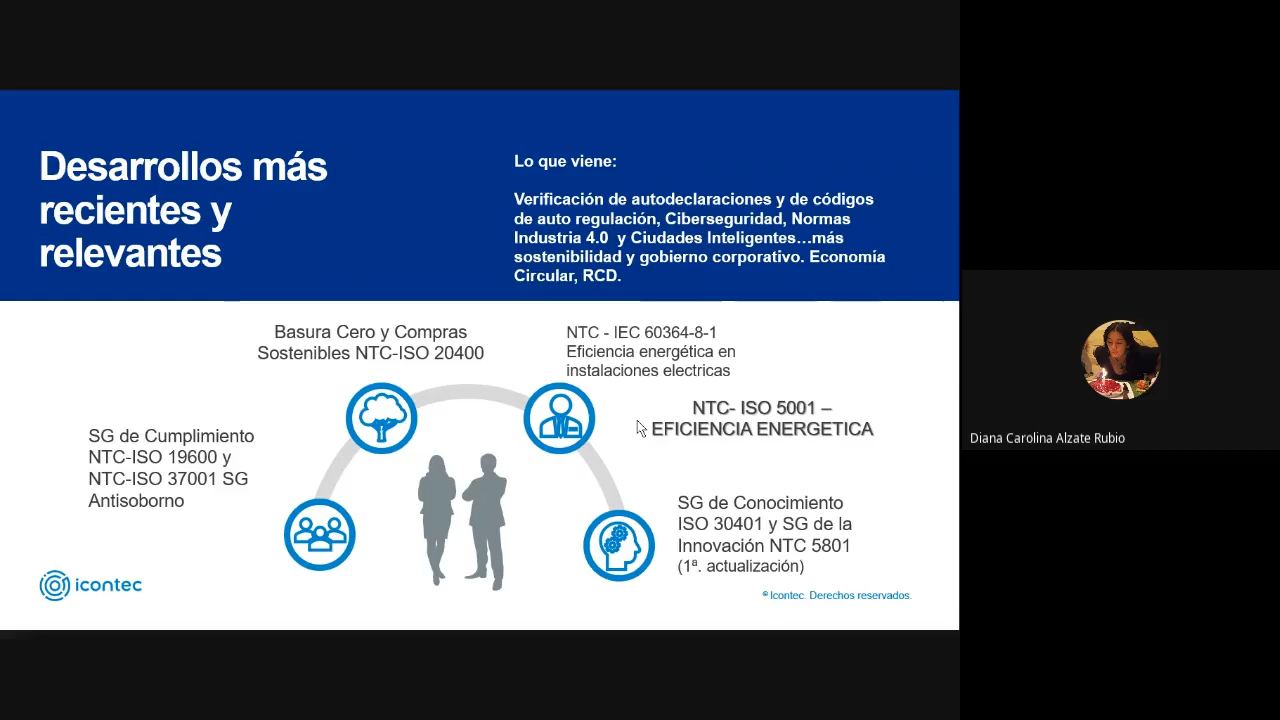 Desarrollos más
recientes y
relevantes
Lo que viene:
Verificación de autodeclaraciones y de códigos
de auto regulación, Ciberseguridad, Normas
Industria 4.0 y Ciudades Inteligentes…más
sostenibilidad y gobierno corporativo. Economía
Circular, RCD.
Basura Cero y Compras
Sostenibles NTC-ISO 20400
NTC - IEC 60364-8-1
Eficiencia energética en
instalaciones electricas
NTC- ISO 5001 –
EFICIENCIA ENERGETICA
SG de Cumplimiento
NTC-ISO 19600 y
NTC-ISO 37001 SG
Antisoborno
SG de Conocimiento
ISO 30401 y SG de la
Innovación NTC 5801
(1ª. actualización)
icontec
® Icontec. Derechos reservados.
Diana Carolina Alzate Rubio